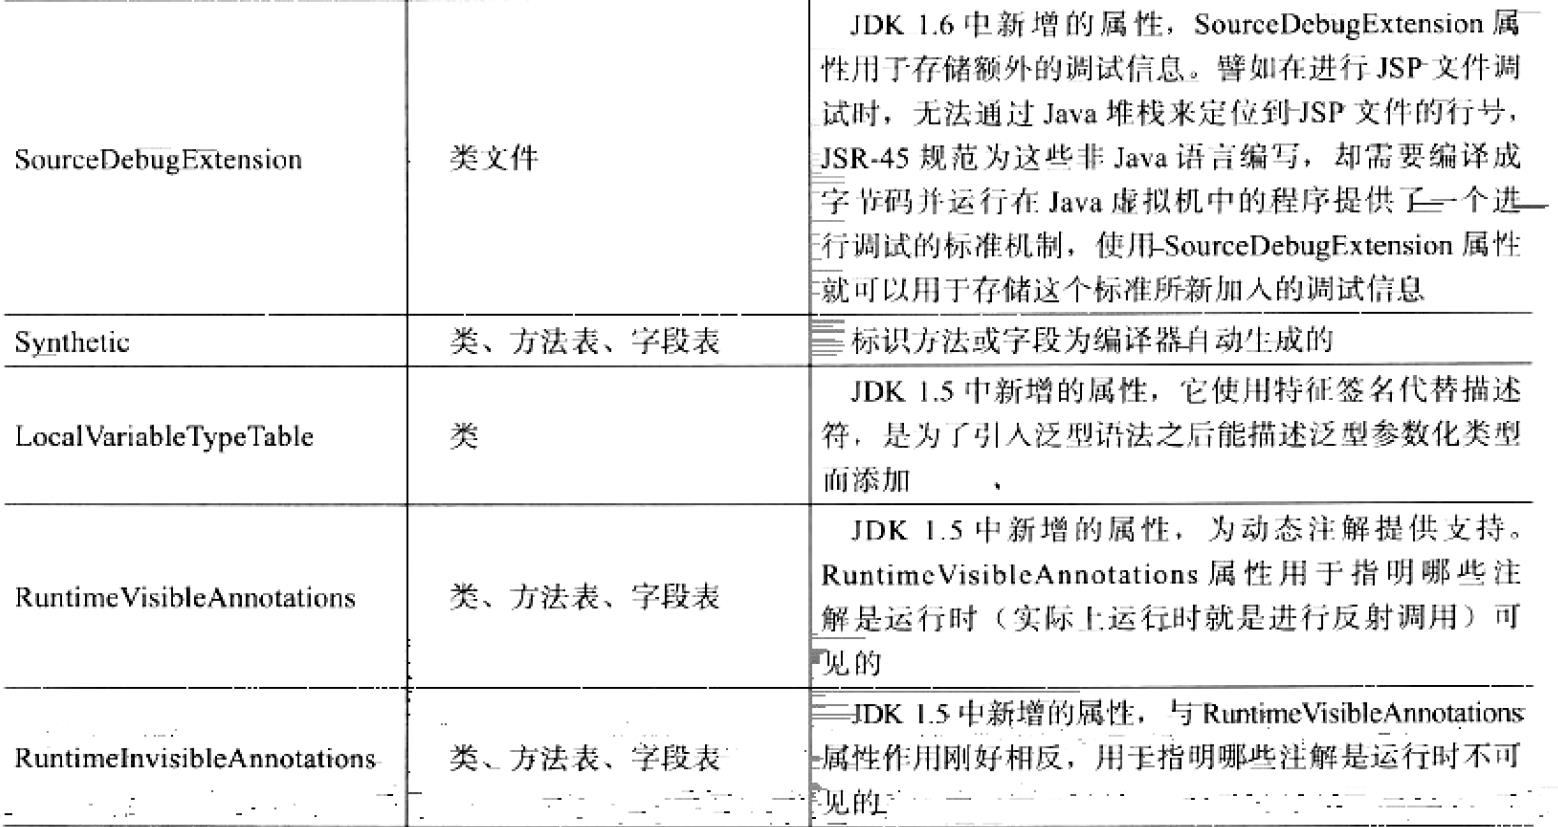 SourceDebugExtension
类文件
JDK 1.6 中新增的属性，SourceDebugExtension 属
性用于存储额外的调试信息。譬如在进行 JSP 文件调
试时，无法通过 Java 堆栈来定位到 JSP 文件的行号，
JSR-45 规范为这些非 Java 语言编写，却需要编译成
字节码并运行在 Java 虚拟机中的程序提供了一个进
行调试的标准机制，使用 SourceDebugExtension 属性
就可以用于存储这个标准所新加入的调试信息
Synthetic
类、方法表、字段表
标识方法或字段为编译器自动生成的
LocalVariableTypeTable
类
JDK 1.5 中新增的属性，它使用特征签名代替描述
符，是为了引入泛型语法之后能描述泛型参数化类型
而添加
RuntimeVisibleAnnotations
类、方法表、字段表
JDK 1.5 中新增的属性，为动态注解提供支持。
RuntimeVisibleAnnotations 属性用于指明哪些注
解是运行时（实际上运行时就是进行反射调用）可
见的
RuntimeInvisibleAnnotations
类、方法表、字段表
JDK 1.5 中新增的属性，与 RuntimeVisibleAnnotations
属性作用刚好相反，用于指明哪些注解是运行时不可
见的